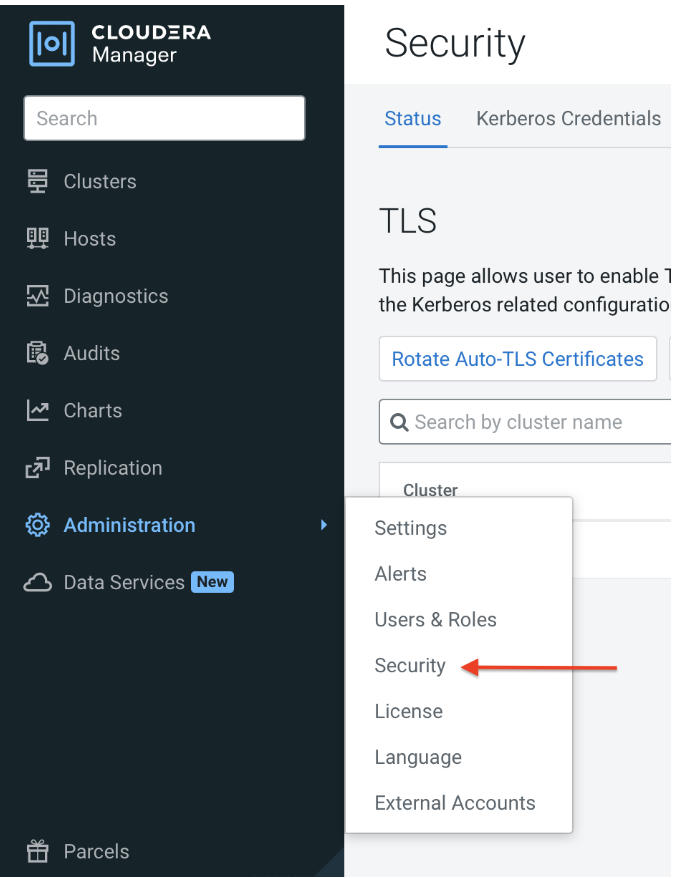 CLOUDERA
Manager
Search
Clusters
Hosts
Diagnostics
Audits
Charts
Replication
Administration
Data Services New
Parcels
Security
Status Kerberos Credentials
TLS
This page allows user to enable T
the Kerberos related configuratio
Rotate Auto-TLS Certificates
Search by cluster name
Cluster
Settings
Alerts
Users & Roles
Security
License
Language
External Accounts